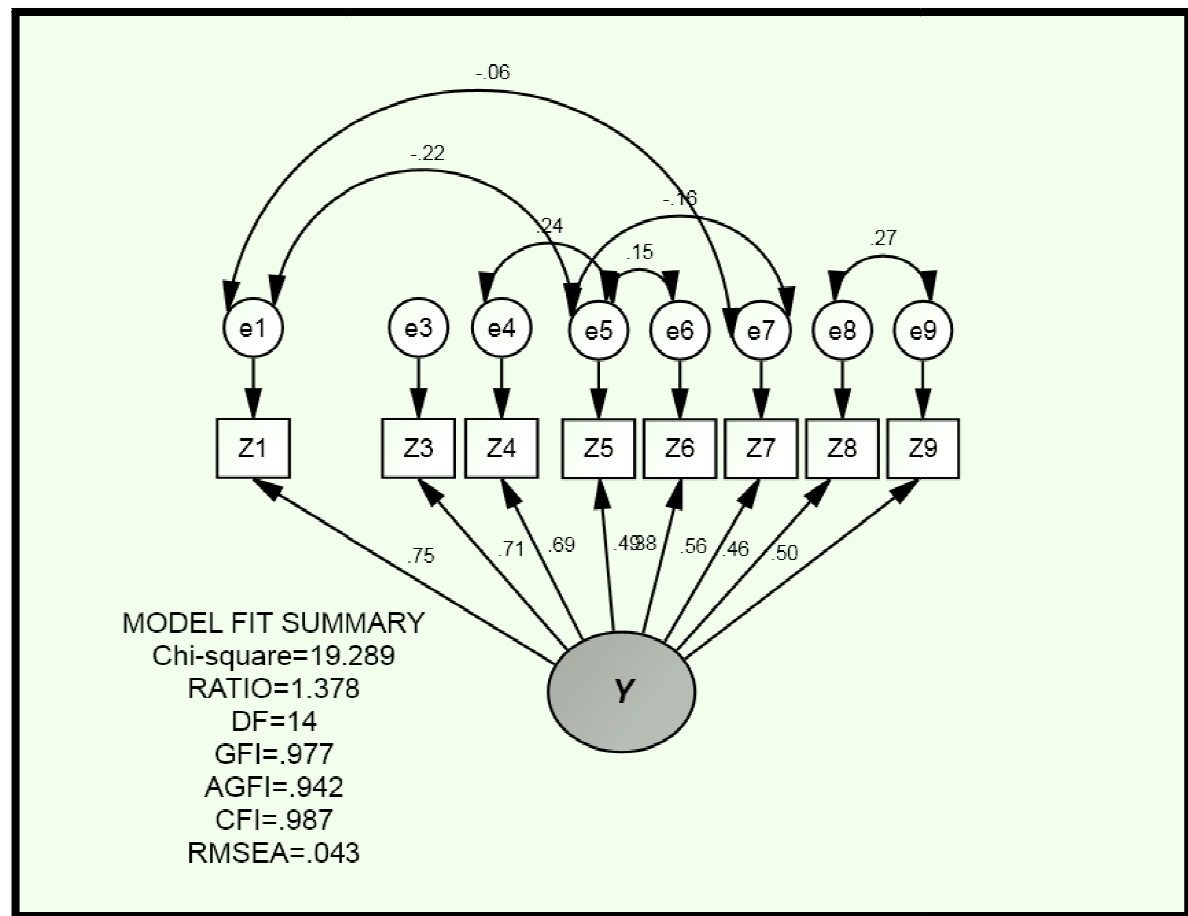 -.06
-.22
-.16
.24
.15
.27
e1 e3 e4 e5 e6 e7 e8 e9
Z1 Z3 Z4 Z5 Z6 Z7 Z8 Z9
.75 .71 .69 .49 .56 .46 .50
MODEL FIT SUMMARY
Chi-square=19.289
RATIO=1.378
DF=14
GFI=.977
AGFI=.942
CFI=.987
RMSEA=.043
Y